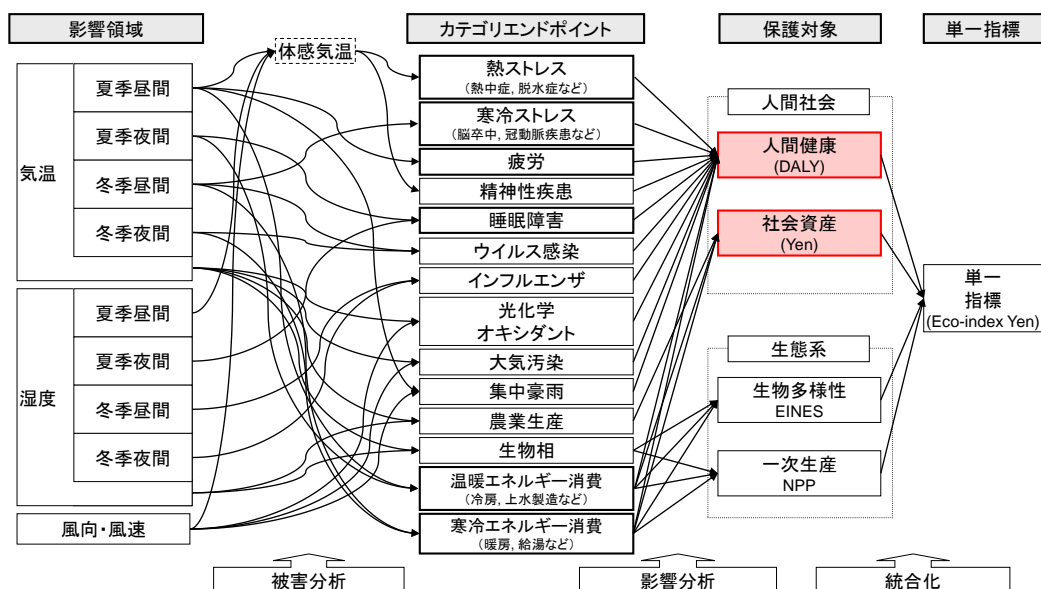 影響領域
カテゴリエンドポイント
保護対象
単一指標
体感気温
気温
夏季昼間
夏季夜間
冬季昼間
冬季夜間
湿度
夏季昼間
夏季夜間
冬季昼間
冬季夜間
風向・風速
熱ストレス
(熱中症, 脱水症など)
寒冷ストレス
(脳卒中, 冠動脈疾患など)
疲労
精神性疾患
睡眠障害
ウイルス感染
インフルエンザ
光化学
オキシダント
大気汚染
集中豪雨
農業生産
生物相
温暖エネルギー消費
(冷房, 上水製造など)
寒冷エネルギー消費
(暖房, 給湯など)
人間社会
人間健康
(DALY)
社会資産
(Yen)
生態系
生物多様性
EINES
一次生産
NPP
単一
指標
(Eco-index Yen)
被害分析
影響分析
統合化